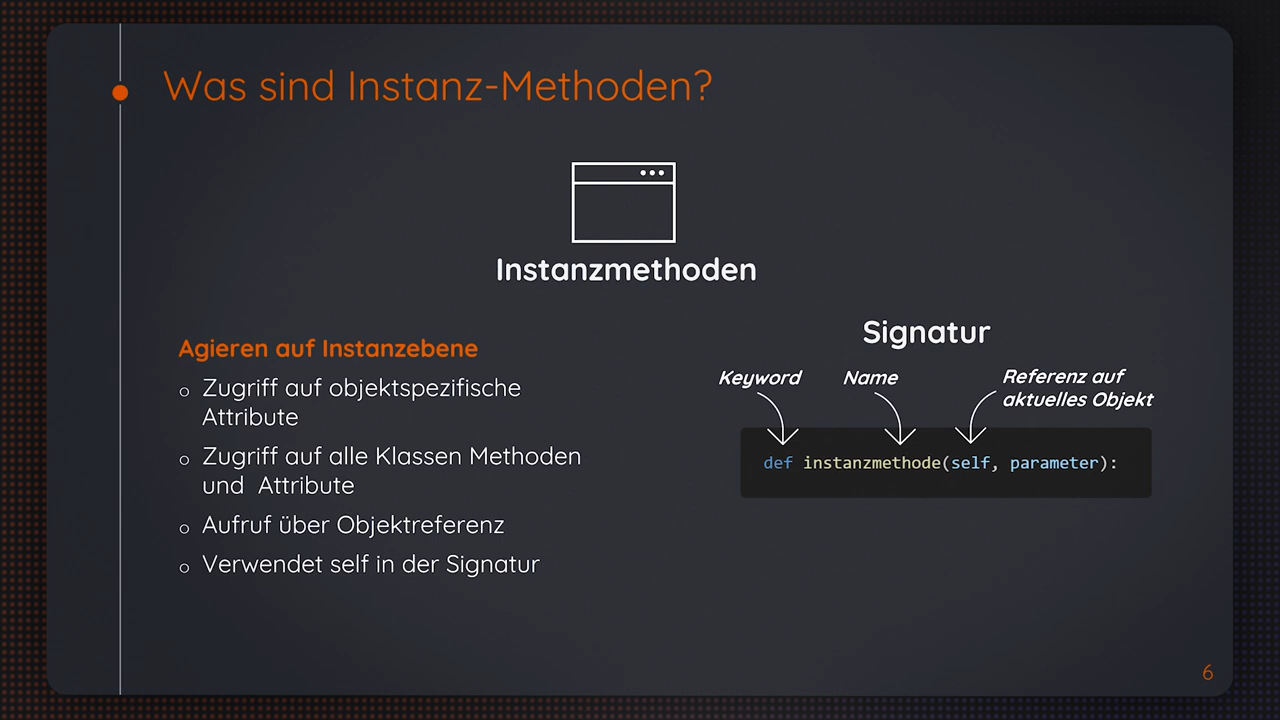 Was sind Instanz-Methoden?
Instanzmethoden
Agieren auf Instanzebene
o Zugriff auf objektspezifische
Attribute
o Zugriff auf alle Klassen Methoden
und  Attribute
o Aufruf über Objektreferenz
o Verwendet self in der Signatur
Signatur
Keyword
Name
Referenz auf
aktuelles Objekt
def instanzmethode(self, parameter):
6